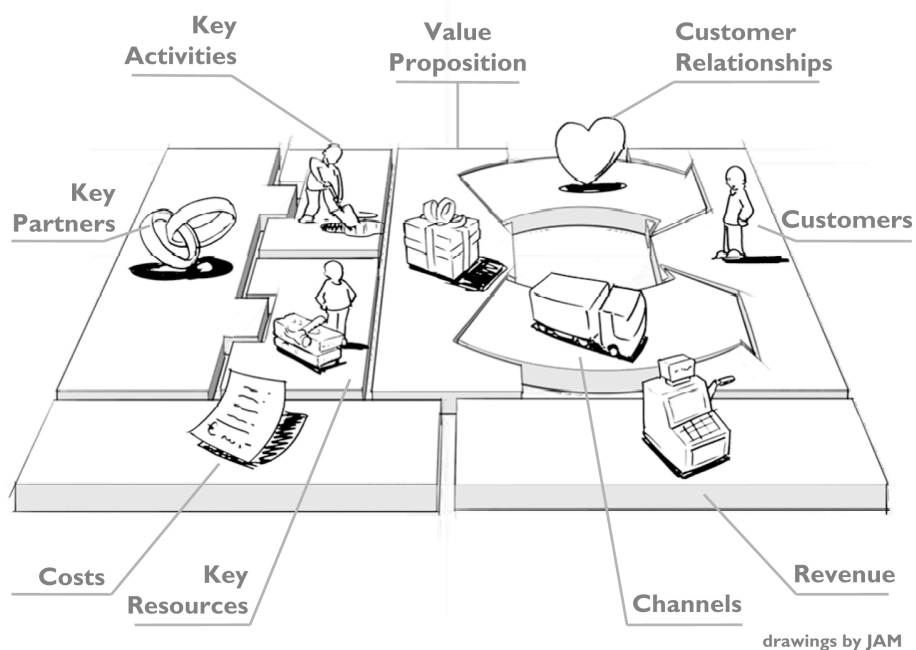 Key
Activities
Value
Proposition
Customer
Relationships
Key
Partners
Customers
Costs
Key
Resources
Channels
Revenue
drawings by JAM